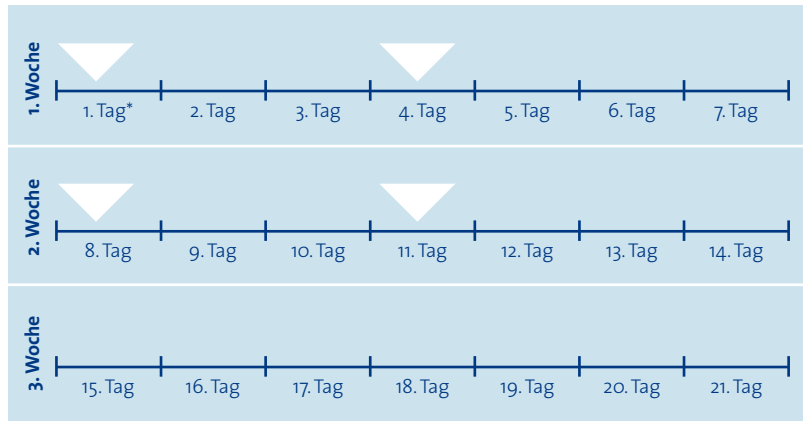 1. Woche
1. Tag* 2. Tag 3. Tag 4. Tag 5. Tag 6. Tag 7. Tag
2. Woche
8. Tag 9. Tag 10. Tag 11. Tag 12. Tag 13. Tag 14. Tag
3. Woche
15. Tag 16. Tag 17. Tag 18. Tag 19. Tag 20. Tag 21. Tag